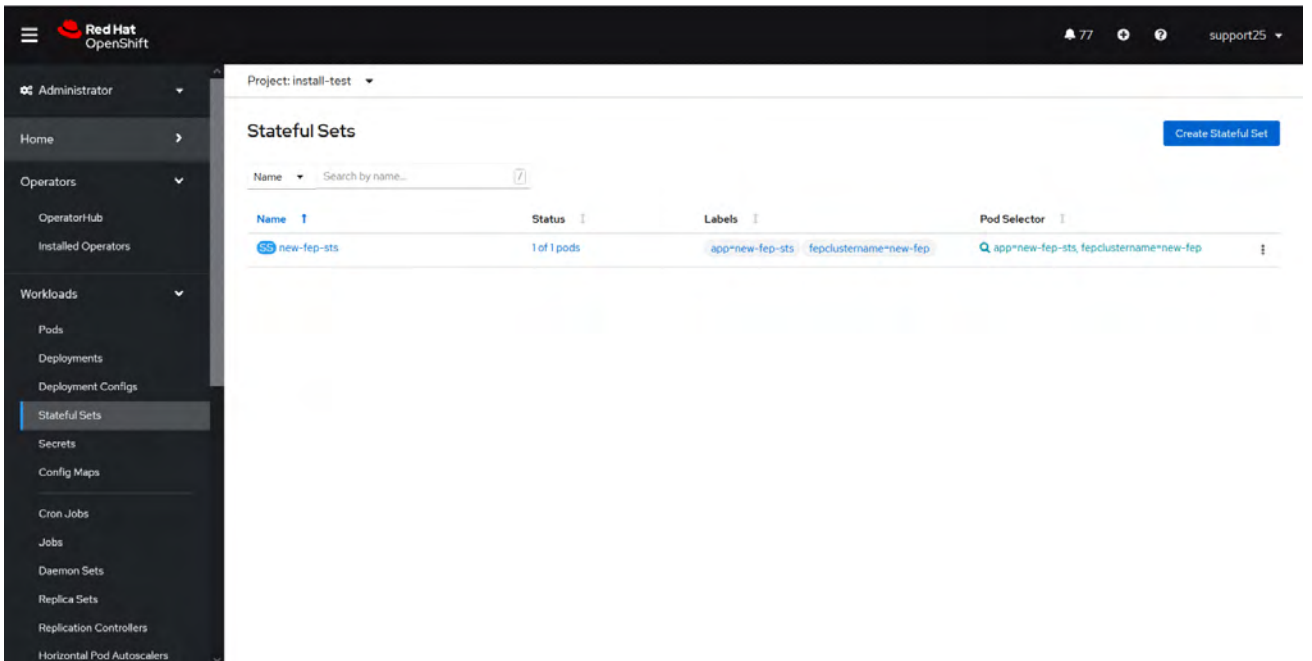 Red Hat
OpenShift
77
support25
Administrator
Home
Operators
OperatorHub
Installed Operators
Workloads
Pods
Deployments
Deployment Configs
Stateful Sets
Secrets
Config Maps
Cron Jobs
Jobs
Daemon Sets
Replica Sets
Replication Controllers
Horizontal Pod Autoscalers
Project: install-test
Stateful Sets
Create Stateful Set
Name Search by name... /
Name Status Labels Pod Selector
SS new-fep-sts 1 of 1 pods app=new-fep-sts fepclustername=new-fep app=new-fep-sts, fepclustername=new-fep